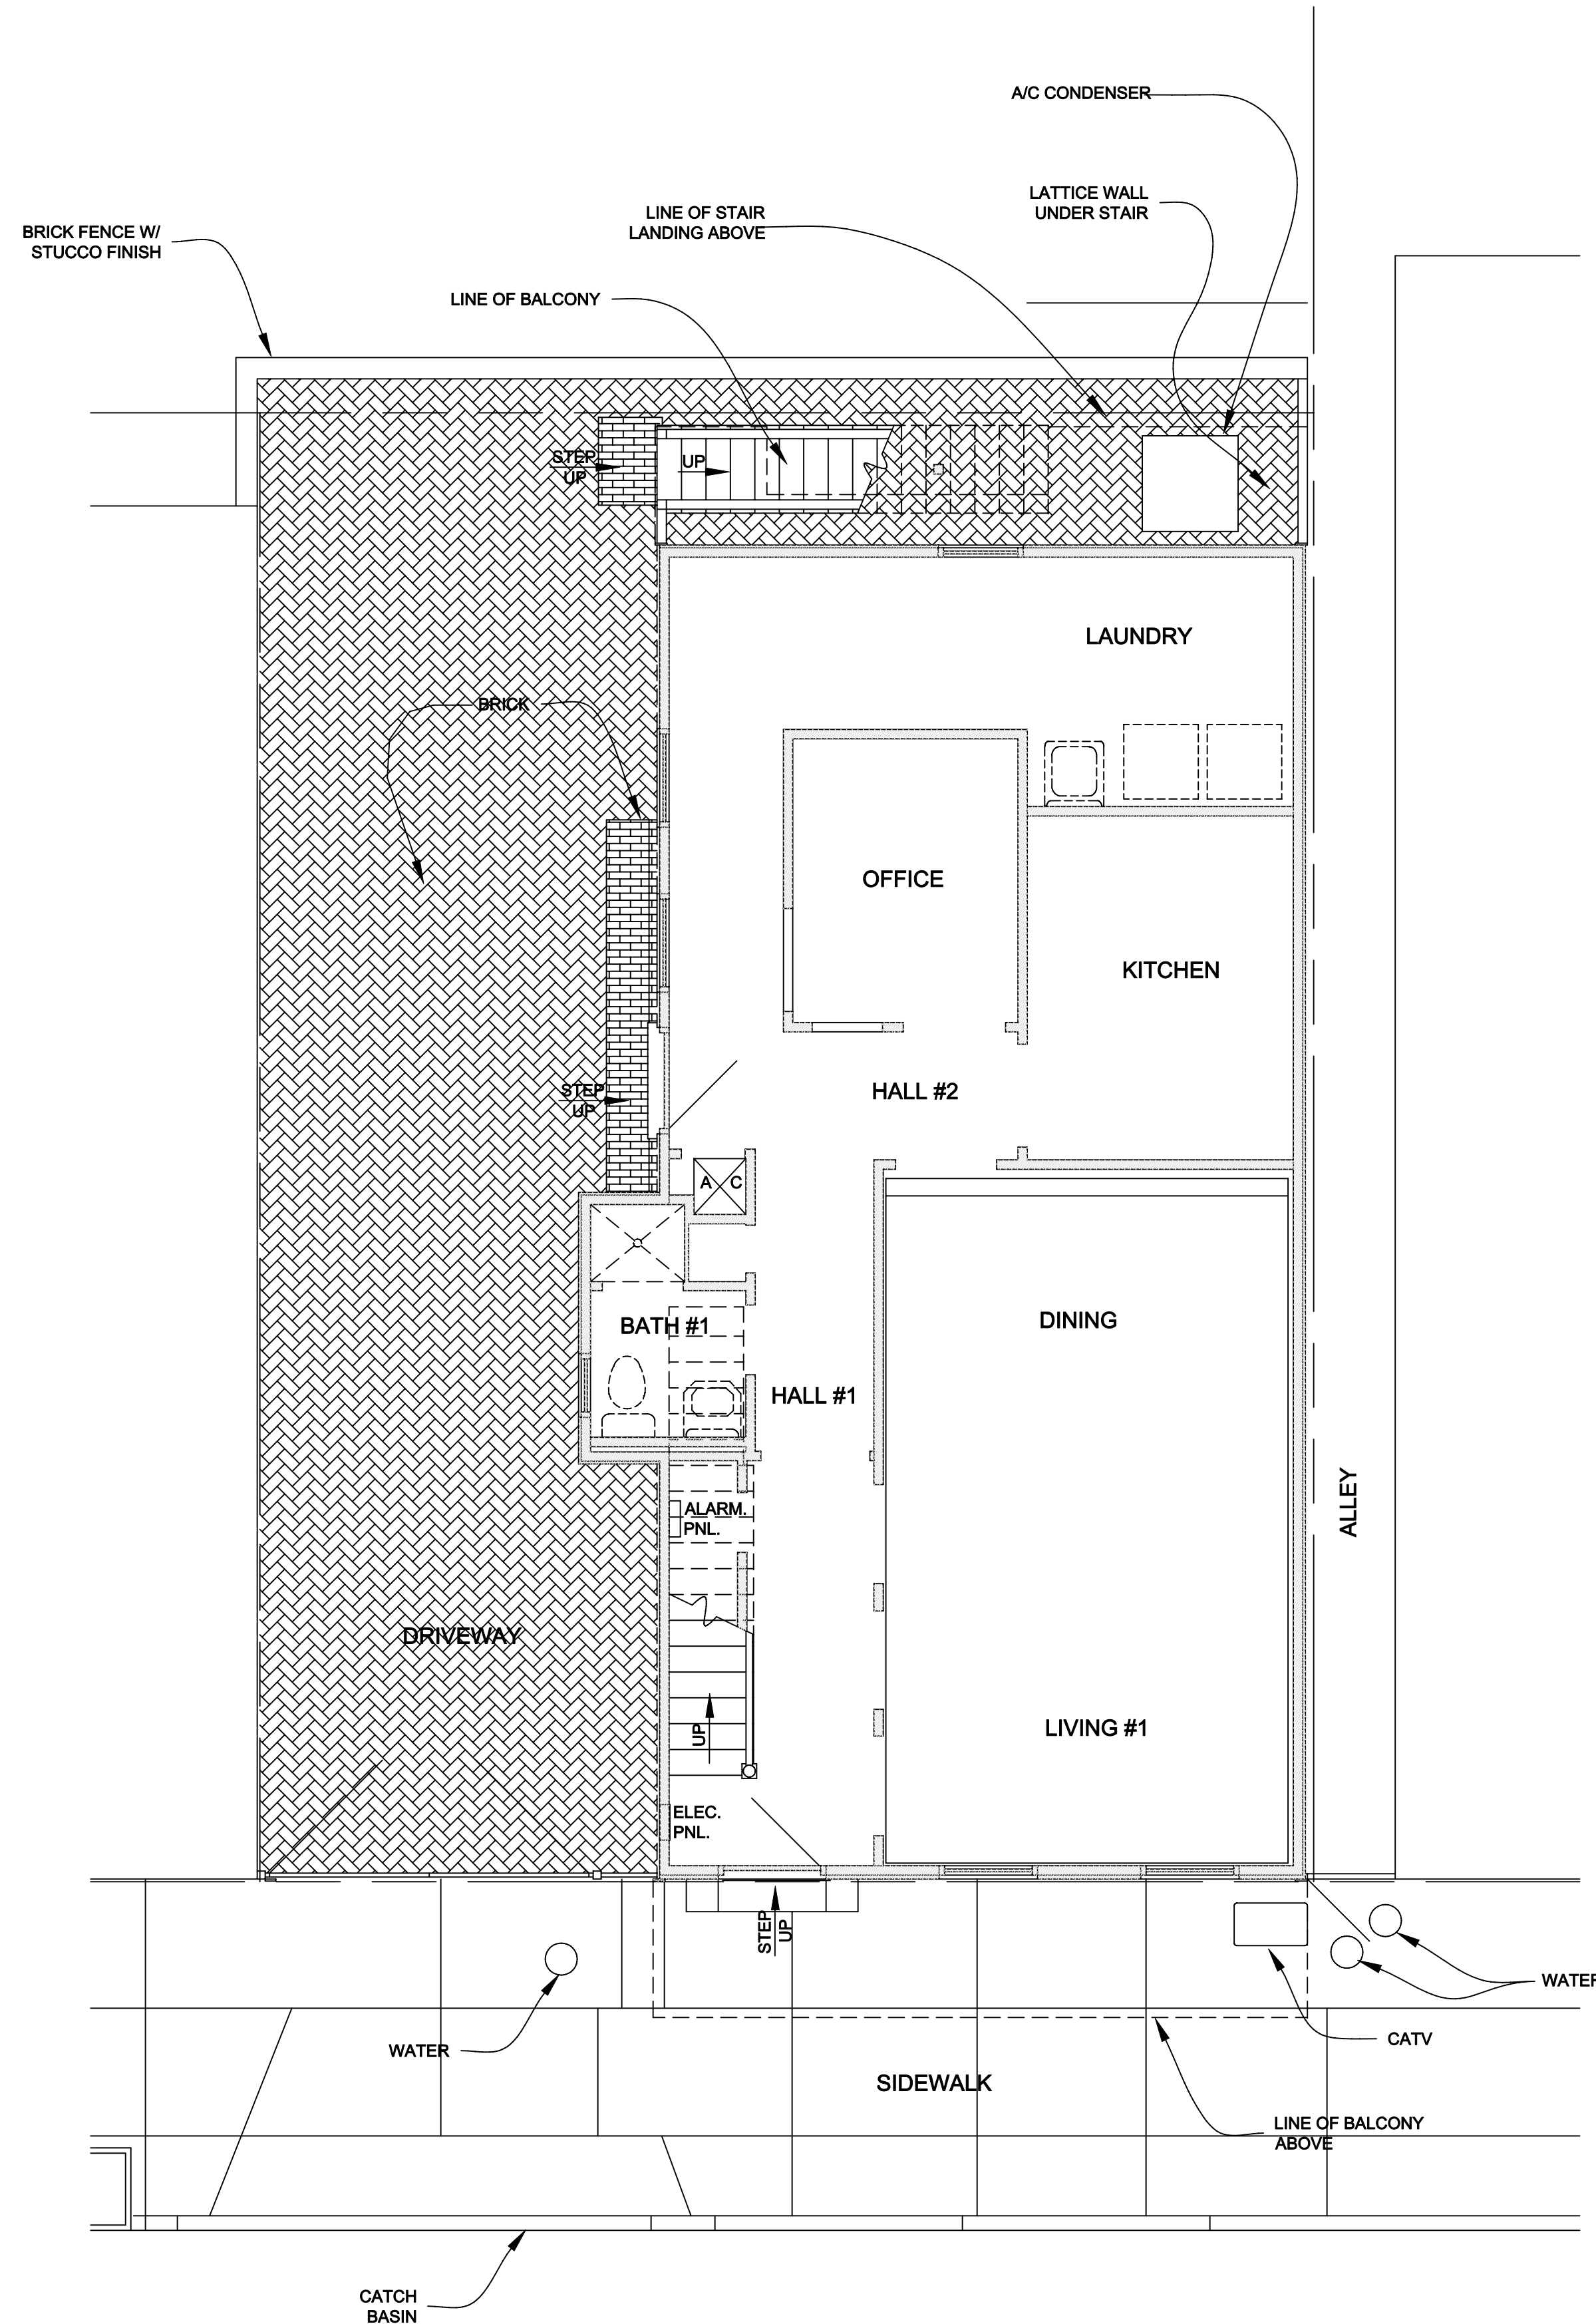 A/C CONDENSER
LATTICE WALL
UNDER STAIR
LINE OF STAIR
LANDING ABOVE
BRICK FENCE W/
STUCCO FINISH
LINE OF BALCONY
STEP
UP
UP
LAUNDRY
BRICK
OFFICE
KITCHEN
STEP
UP
HALL #2
A C
BATH #1
DINING
HALL #1
ALARM.
PNL.
ALLEY
DRIVEWAY
UP
LIVING #1
ELEC.
PNL.
STEP
UP
WATER
WATER
CATV
SIDEWALK
LINE OF BALCONY
ABOVE
CATCH
BASIN